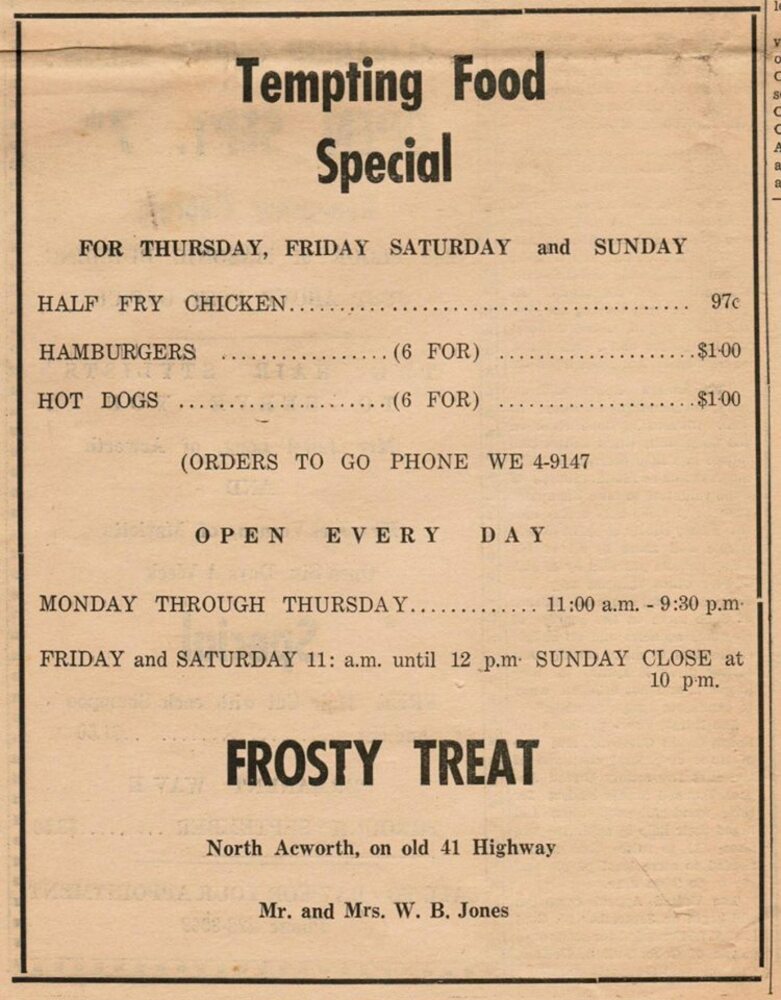 Tempting Food
Special
FOR THURSDAY, FRIDAY SATURDAY and SUNDAY
HALF FRY CHICKEN........................................ 97c
HAMBURGERS .................(6 FOR) ....................$1.00
HOT DOGS .....................(6 FOR) ....................$1.00
(ORDERS TO GO PHONE WE 4-9147
OPEN EVERY DAY
MONDAY THROUGH THURSDAY............. 11:00 a.m. - 9:30 p.m.
FRIDAY and SATURDAY 11: a.m. until 12 p.m. SUNDAY CLOSE at
10 p.m.
FROSTY TREAT
North Acworth, on old 41 Highway
Mr. and Mrs. W. B. Jones